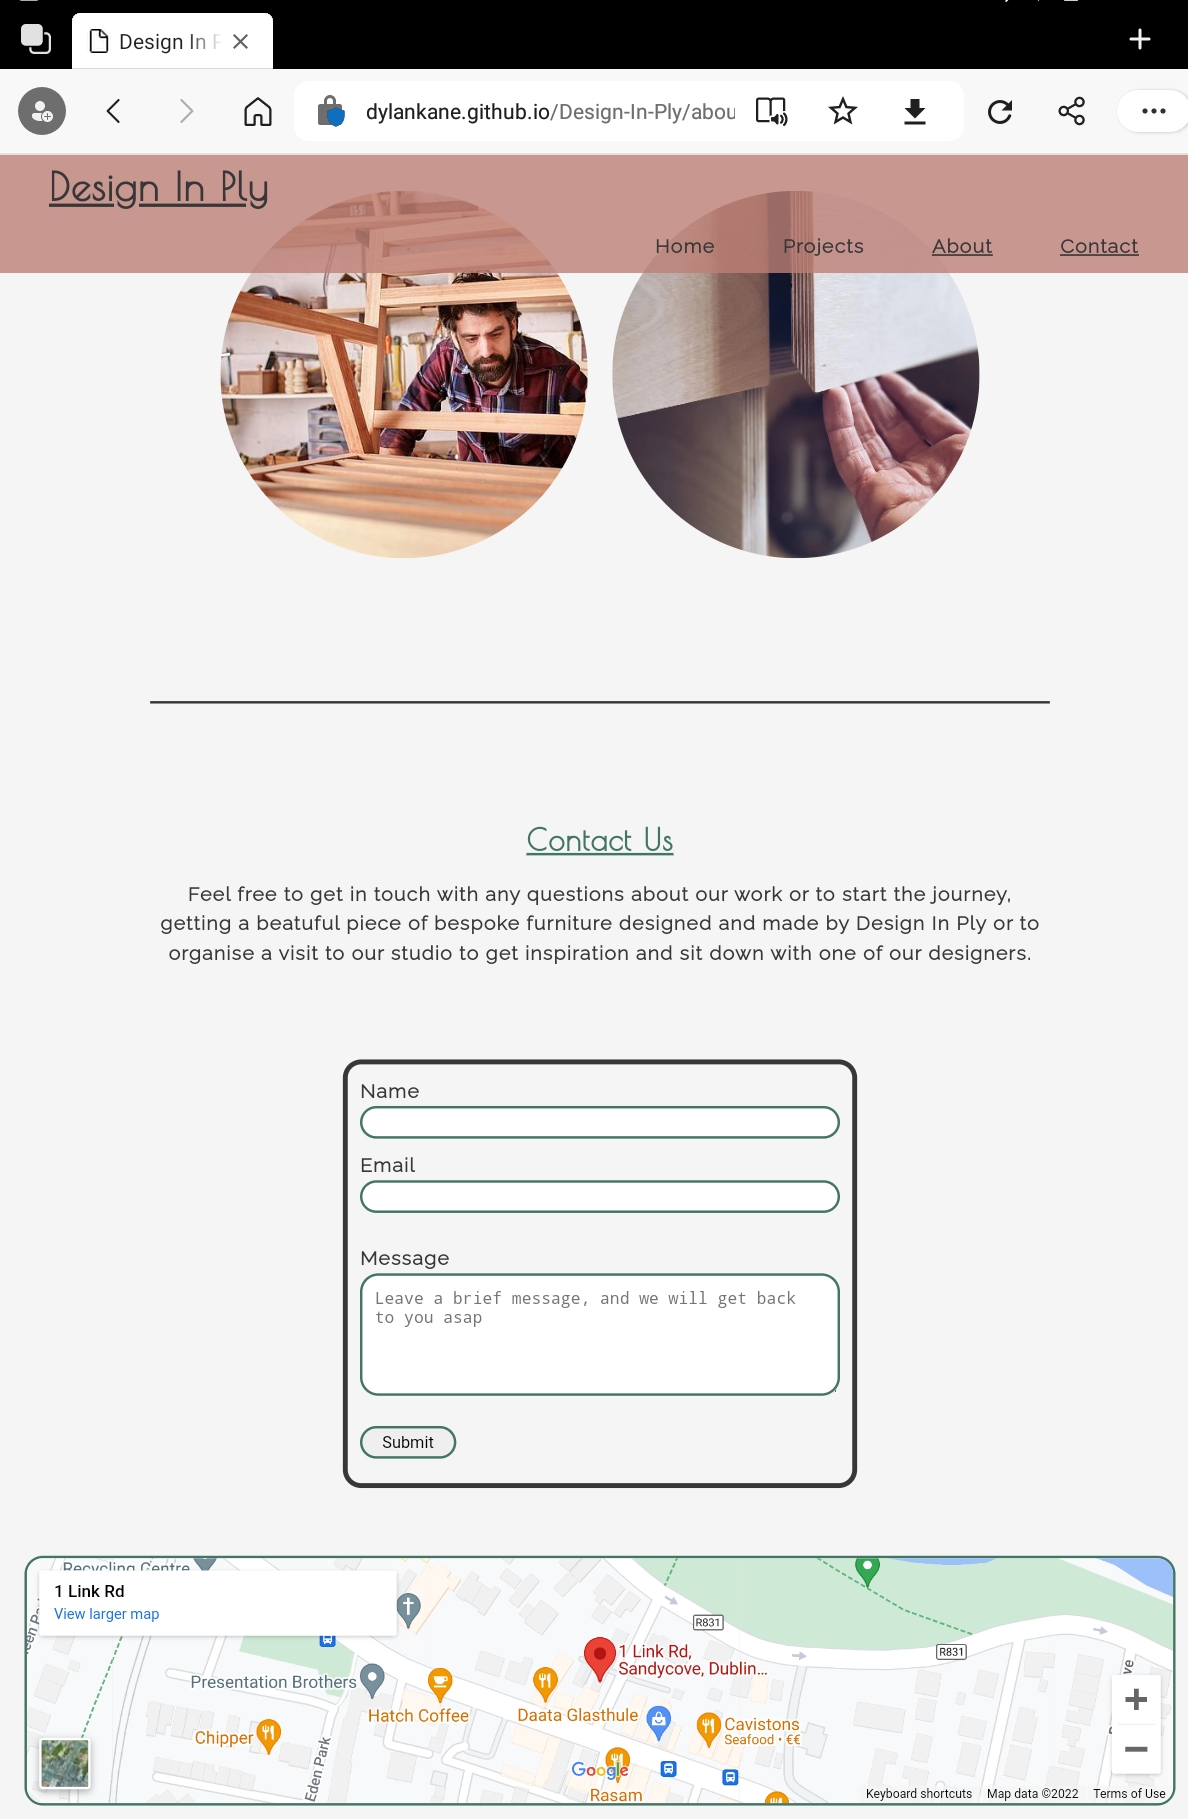 Design In
dylankane.github.io/Design-In-Ply/abou
Design In Ply
Home Projects About Contact
Contact Us
Feel free to get in touch with any questions about our work or to start the journey,
getting a beatuful piece of bespoke furniture designed and made by Design In Ply or to
organise a visit to our studio to get inspiration and sit down with one of our designers.
Name
Email
Message
Leave a brief message, and we will get back
to you asap
Submit
Recycling Centre
1 Link Rd
View larger map
R831
R831
1 Link Rd,
Sandycove, Dublin...
Presentation Brothers
Hatch Coffee
Daata Glasthule
Cavistons
Seafood • €€
Chipper
Eden Park
Google
Rasam
Keyboard shortcuts Map data ©2022 Terms of Use